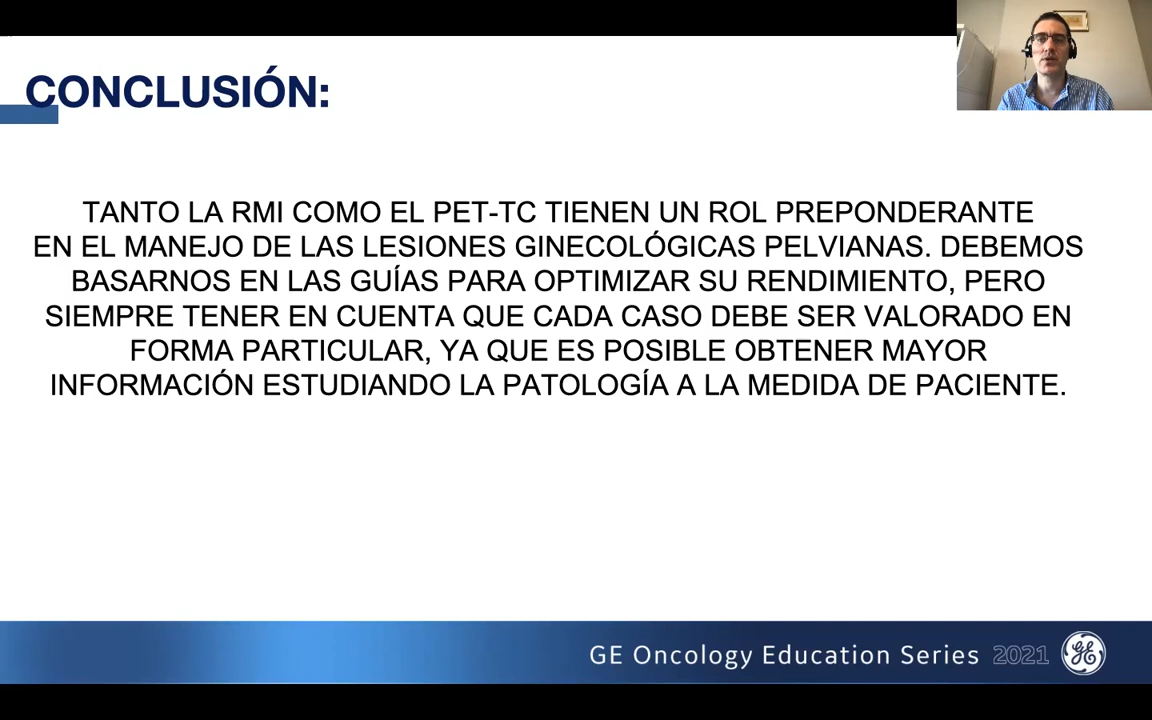 CONCLUSIÓN:
TANTO LA RMI COMO EL PET-TC TIENEN UN ROL PREPONDERANTE
EN EL MANEJO DE LAS LESIONES GINECOLÓGICAS PELVIANAS. DEBEMOS
BASARNOS EN LAS GUÍAS PARA OPTIMIZAR SU RENDIMIENTO, PERO
SIEMPRE TENER EN CUENTA QUE CADA CASO DEBE SER VALORADO EN
FORMA PARTICULAR, YA QUE ES POSIBLE OBTENER MAYOR
INFORMACIÓN ESTUDIANDO LA PATOLOGÍA A LA MEDIDA DE PACIENTE.
GE Oncology Education Series 2021 GE